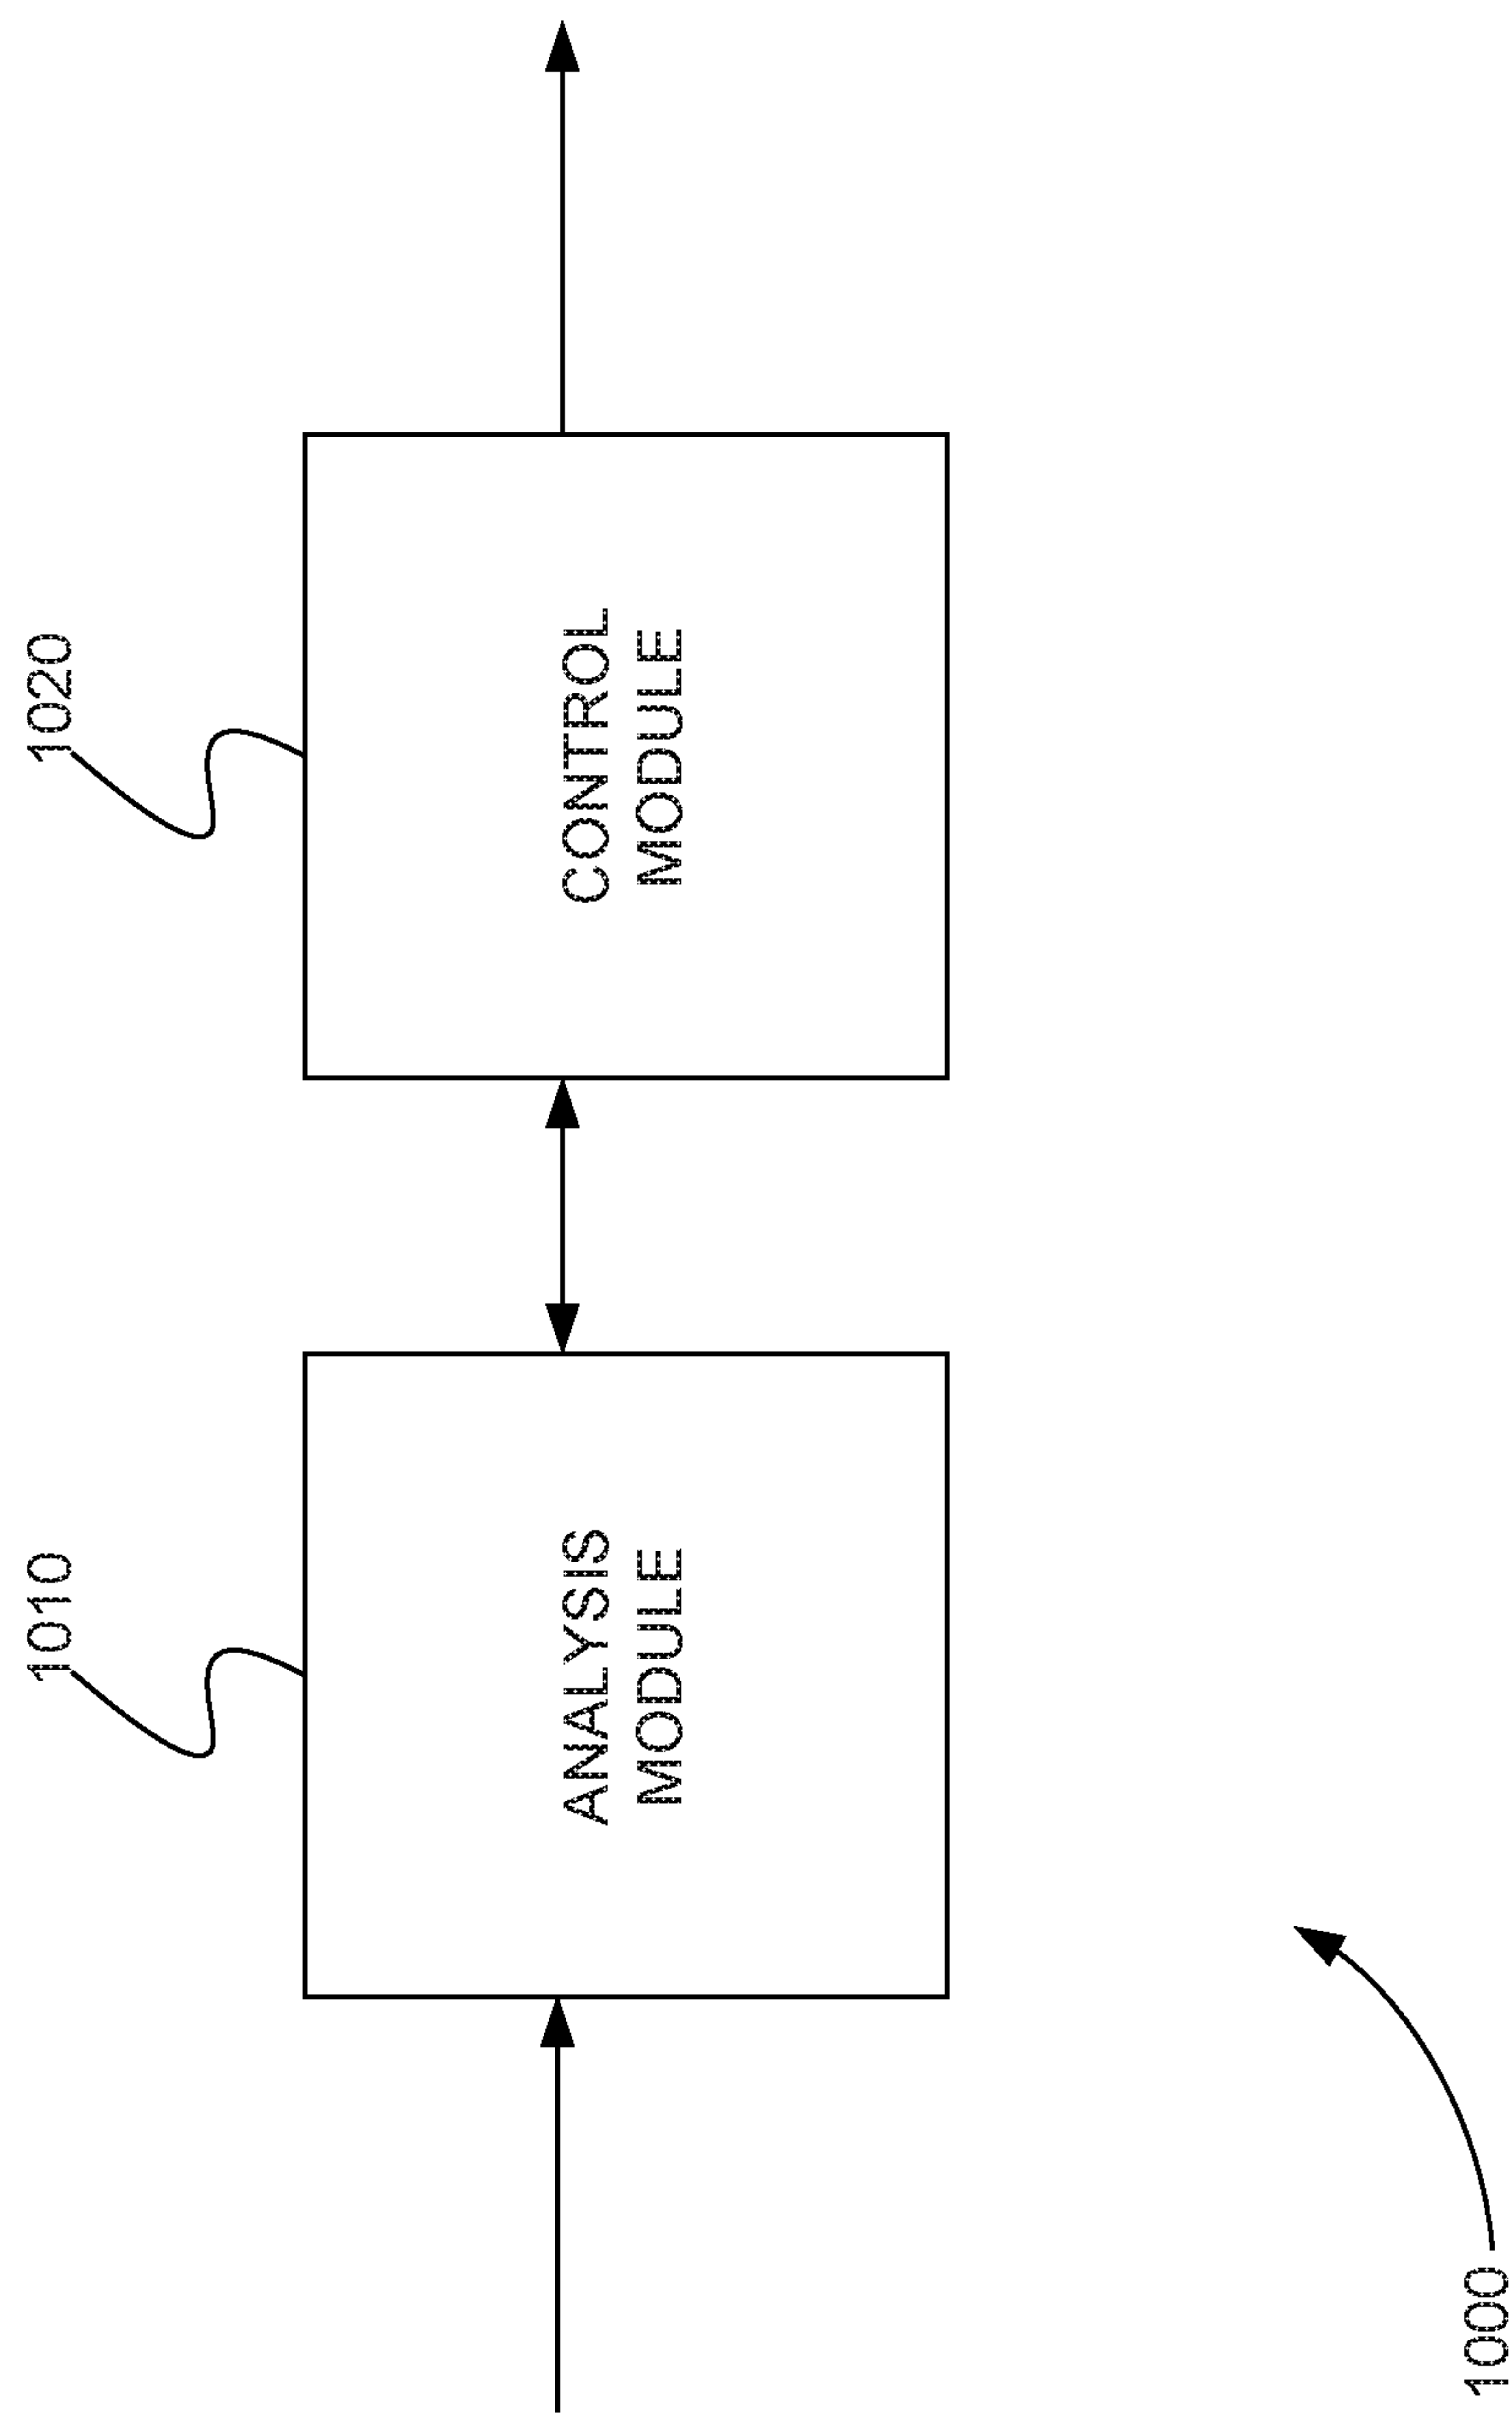 1010
1020
ANALYSIS
MODULE
CONTROL
MODULE
1000